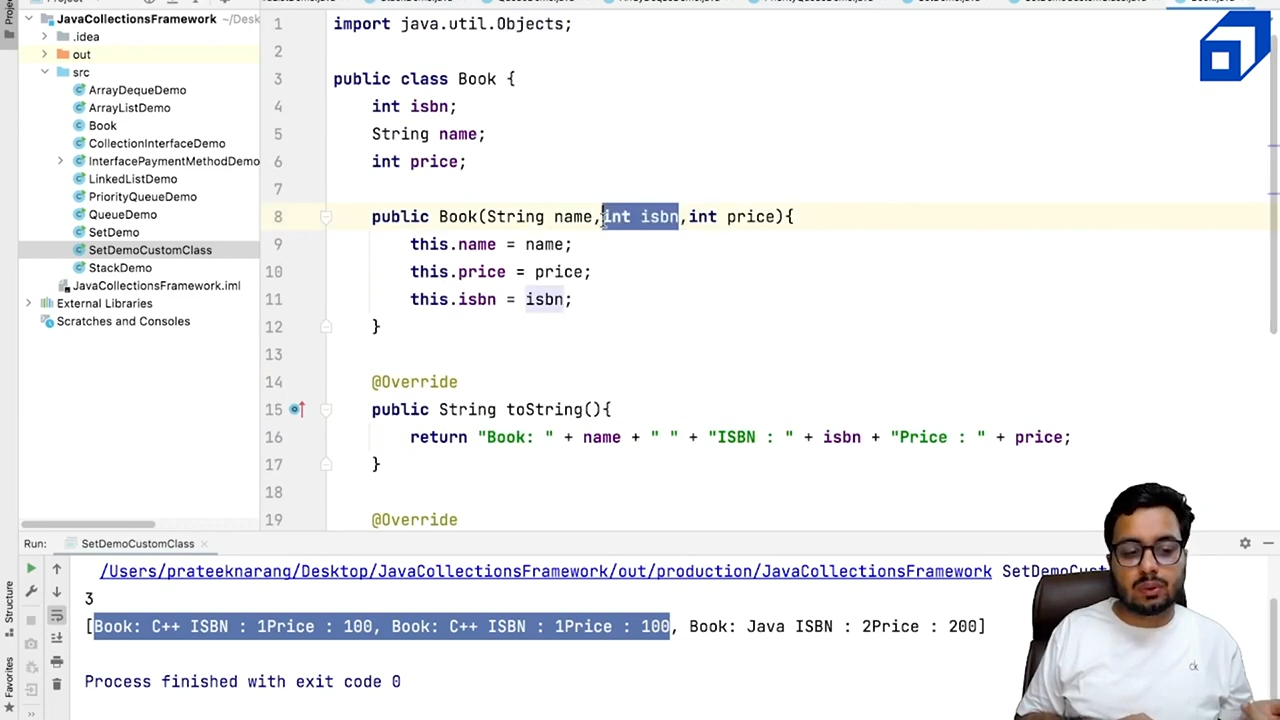 JavaCollectionsFramework ~/Desk
.idea
out
src
ArrayDequeDemo
ArrayListDemo
Book
CollectionInterfaceDemo
InterfacePaymentMethodDemo
LinkedListDemo
PriorityQueueDemo
QueueDemo
SetDemo
SetDemoCustomClass
StackDemo
JavaCollectionsFramework.iml
External Libraries
Scratches and Consoles
1 import java.util.Objects;
2
3 public class Book {
4 int isbn;
5 String name;
6 int price;
7
8 public Book(String name,int isbn,int price){
9 this.name = name;
10 this.price = price;
11 this.isbn = isbn;
12 }
13
14 @Override
15 public String toString(){
16 return "Book: " + name + " " + "ISBN : " + isbn + "Price : " + price;
17 }
18
19 @Override
Run: SetDemoCustomClass
/Users/prateeknarang/Desktop/JavaCollectionsFramework/out/production/JavaCollectionsFramework SetDemoCust
3
[Book: C++ ISBN : 1Price : 100, Book: C++ ISBN : 1Price : 100, Book: Java ISBN : 2Price : 200]
Process finished with exit code 0
Structure
Favorites
ck